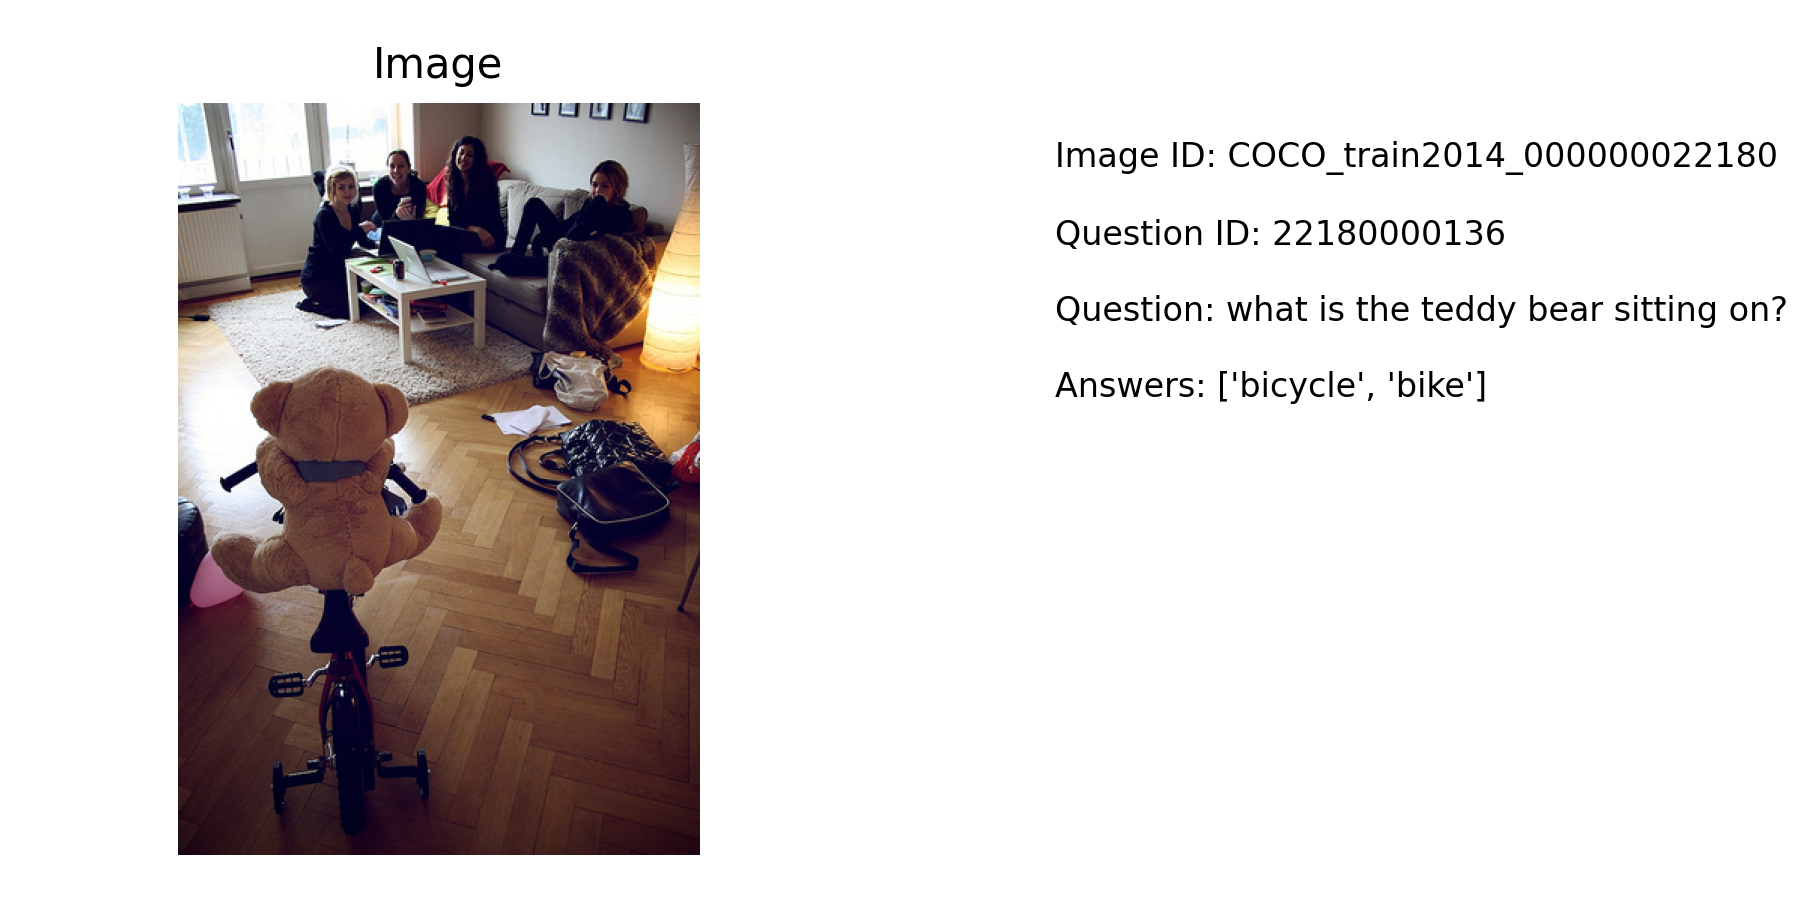 Image
Image ID: COCO_train2014_000000022180
Question ID: 22180000136
Question: what is the teddy bear sitting on?
Answers: ['bicycle', 'bike']